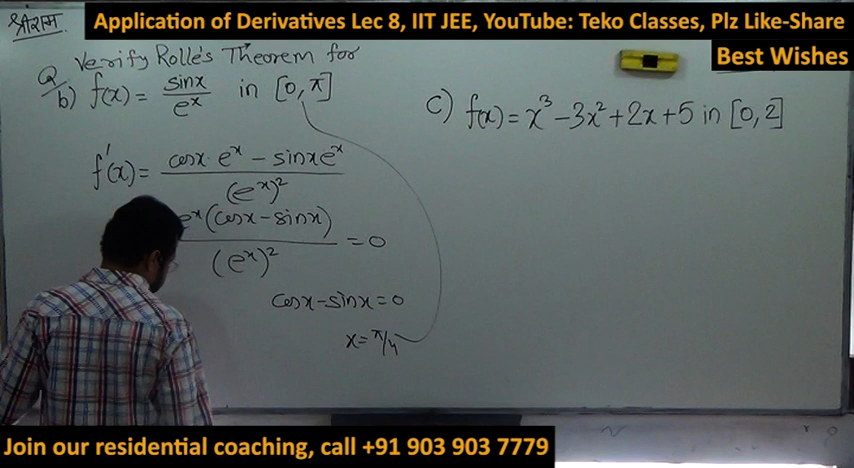 Application of Derivatives Lec 8, IIT JEE, YouTube: Teko Classes, Plz Like-Share
Best Wishes
श्रीराम
Q Verify Rolle's Theorem for
b) f(x) = sinx / e^x in [0, π]
f'(x) = cosx · e^x − sinx e^x / (e^x)²
e^x (cosx − sinx) / (e^x)² = 0
cosx − sinx = 0
x = π/4
c) f(x) = x³ − 3x² + 2x + 5 in [0, 2]
Join our residential coaching, call +91 903 903 7779